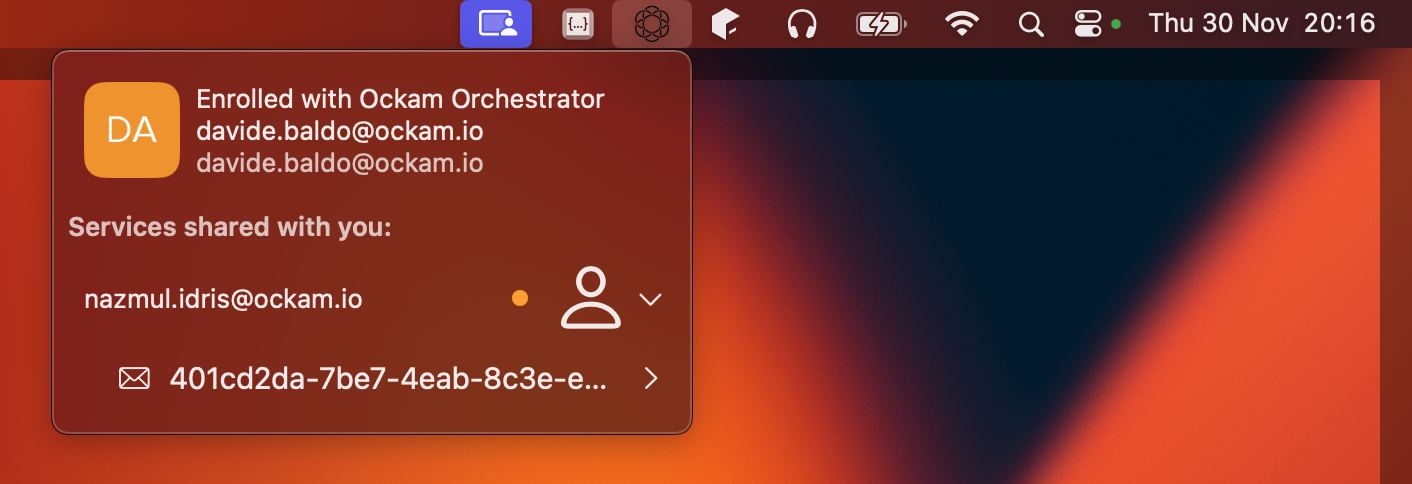 {...}
Thu 30 Nov 20:16
DA
Enrolled with Ockam Orchestrator
davide.baldo@ockam.io
davide.baldo@ockam.io
Services shared with you:
nazmul.idris@ockam.io
401cd2da-7be7-4eab-8c3e-e...